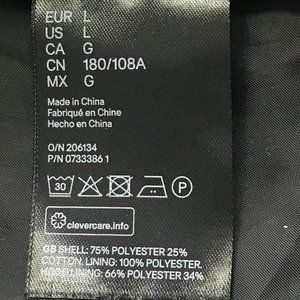 EUR L
US L
CA G
CN 180/108A
MX G
Made in China
Fabriqué en Chine
Hecho en China
O/N 206134
P/N 0733386 1
30 P
clevercare.info
GB SHELL: 75% POLYESTER 25%
COTTON. LINING: 100% POLYESTER.
HOOD LINING: 66% POLYESTER 34%